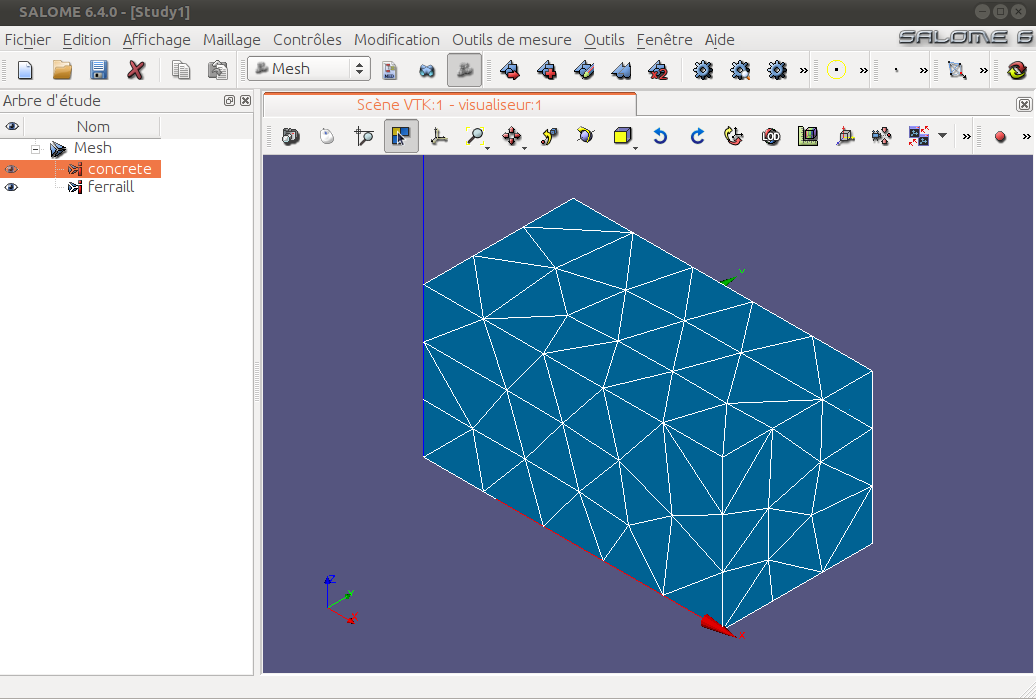 SALOME 6.4.0 - [Study1]
Fichier Edition Affichage Maillage Contrôles Modification Outils de mesure Outils Fenêtre Aide SALOME 6
Mesh
Arbre d'étude
Scène VTK:1 - visualiseur:1
Nom
Mesh
concrete
ferraill
Y
Z
Y
X
X